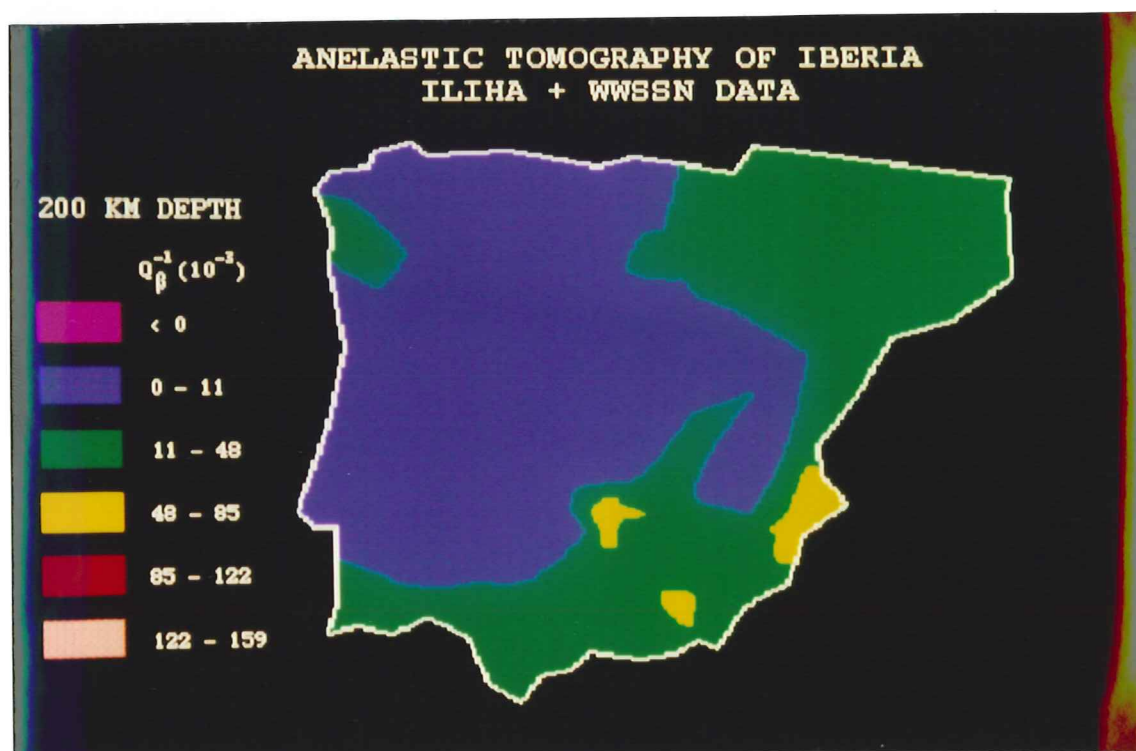 ANELASTIC TOMOGRAPHY OF IBERIA
ILIHA + WWSSN DATA
200 KM DEPTH
Q_β^-1 (10^-3)
< 0
0 - 11
11 - 48
48 - 85
85 - 122
122 - 159